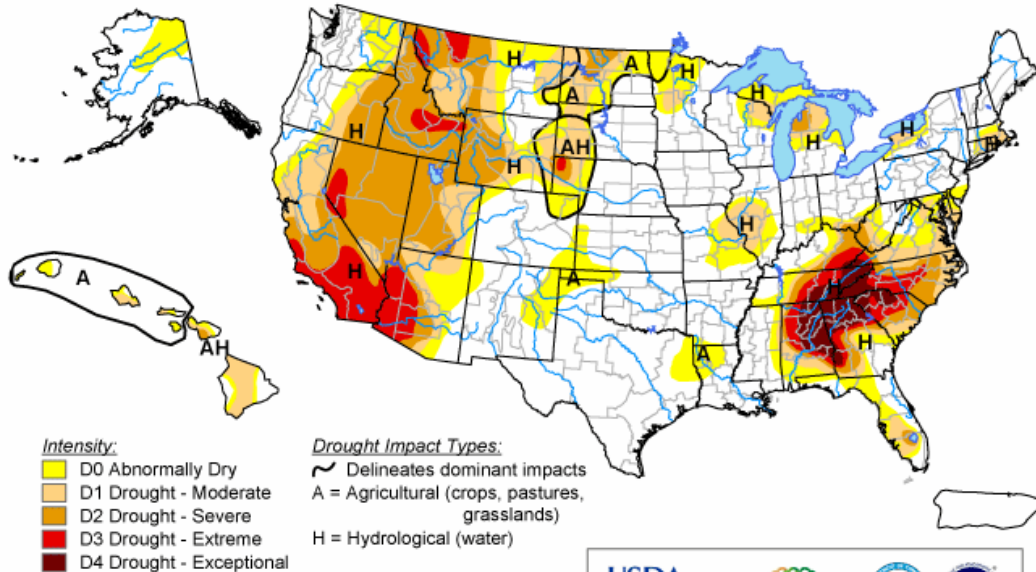 H
A
H
H
A
H
H
H
AH
H
H
H
H
A
H
A
H
A
H
AH
Intensity:
D0 Abnormally Dry
D1 Drought - Moderate
D2 Drought - Severe
D3 Drought - Extreme
D4 Drought - Exceptional
Drought Impact Types:
Delineates dominant impacts
A = Agricultural (crops, pastures,
grasslands)
H = Hydrological (water)
USDA